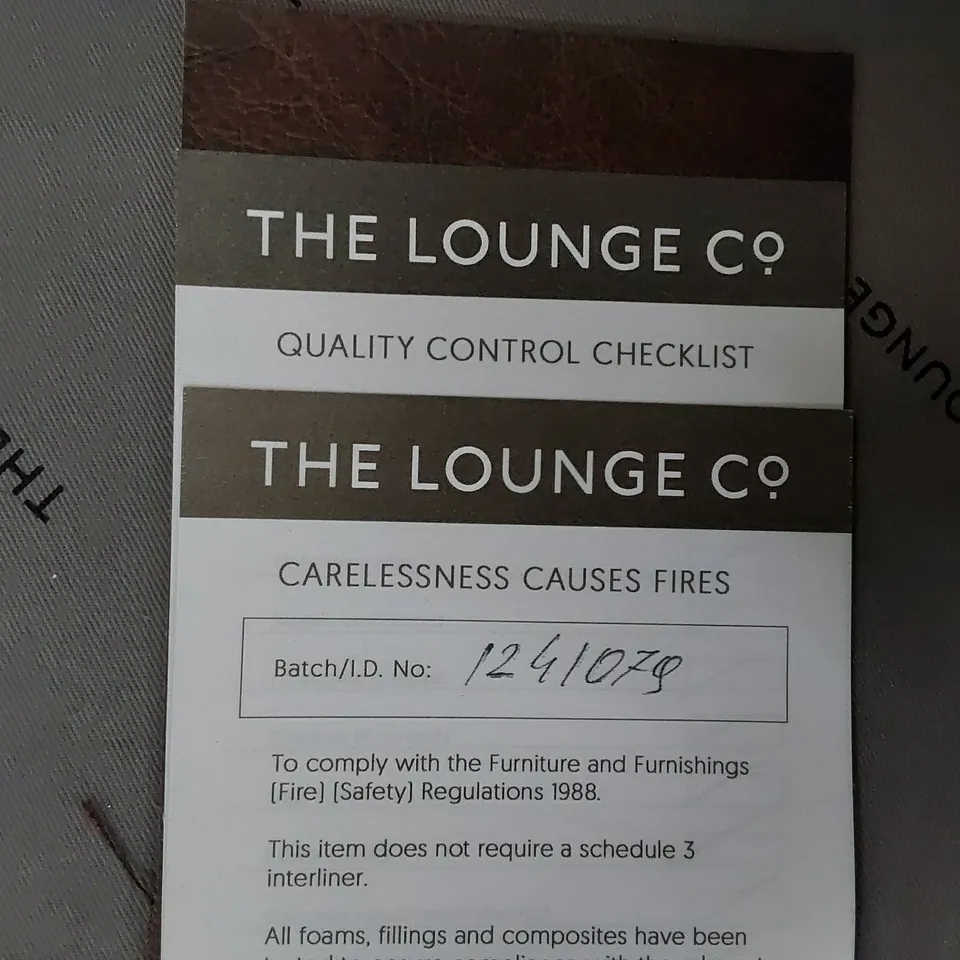 THE LOUNGE Cº
QUALITY CONTROL CHECKLIST
THE LOUNGE Cº
CARELESSNESS CAUSES FIRES
Batch/I.D. No: 1241079
To comply with the Furniture and Furnishings
(Fire) (Safety) Regulations 1988.
This item does not require a schedule 3
interliner.
All foams, fillings and composites have been
THE
OUNGE